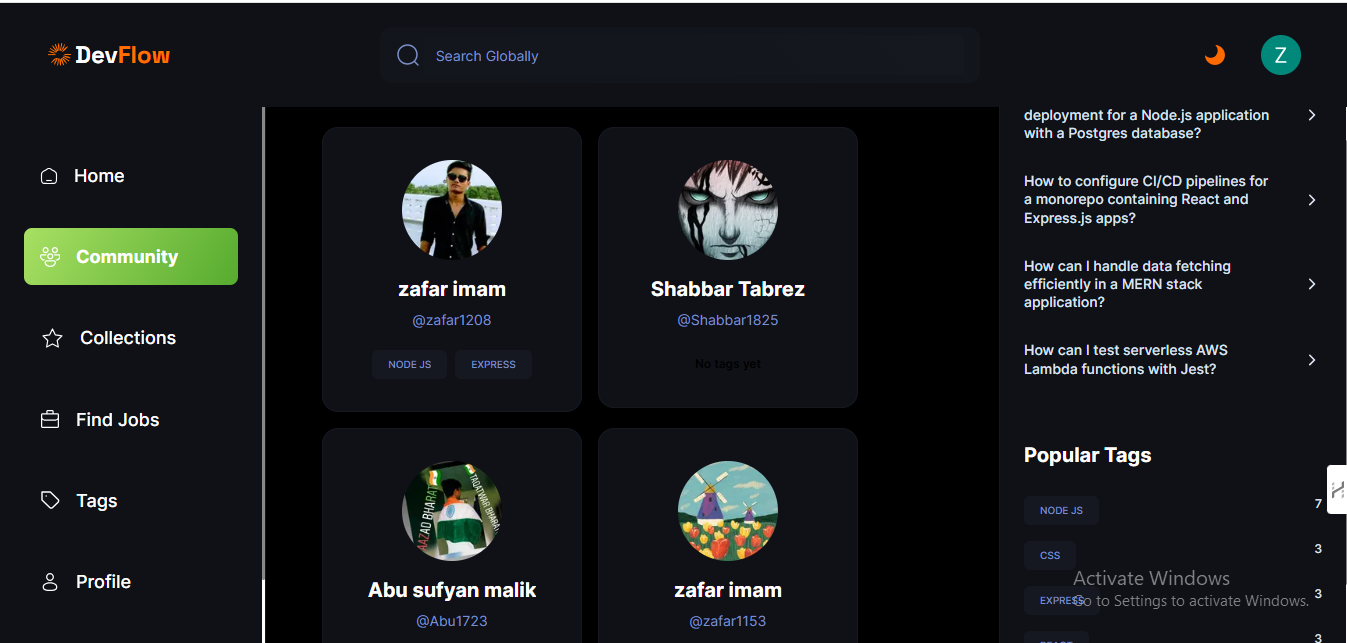 DevFlow
Search Globally
Z
Home
Community
Collections
Find Jobs
Tags
Profile
zafar imam
@zafar1208
NODE JS
EXPRESS
Shabbar Tabrez
@Shabbar1825
No tags yet
AAZAD BHARAT
TAQATWAR BHARAT
Abu sufyan malik
@Abu1723
zafar imam
@zafar1153
deployment for a Node.js application
with a Postgres database?
How to configure CI/CD pipelines for
a monorepo containing React and
Express.js apps?
How can I handle data fetching
efficiently in a MERN stack
application?
How can I test serverless AWS
Lambda functions with Jest?
Popular Tags
NODE JS 7
CSS 3
EXPRESS 3
REACT 3
Activate Windows
Go to Settings to activate Windows.